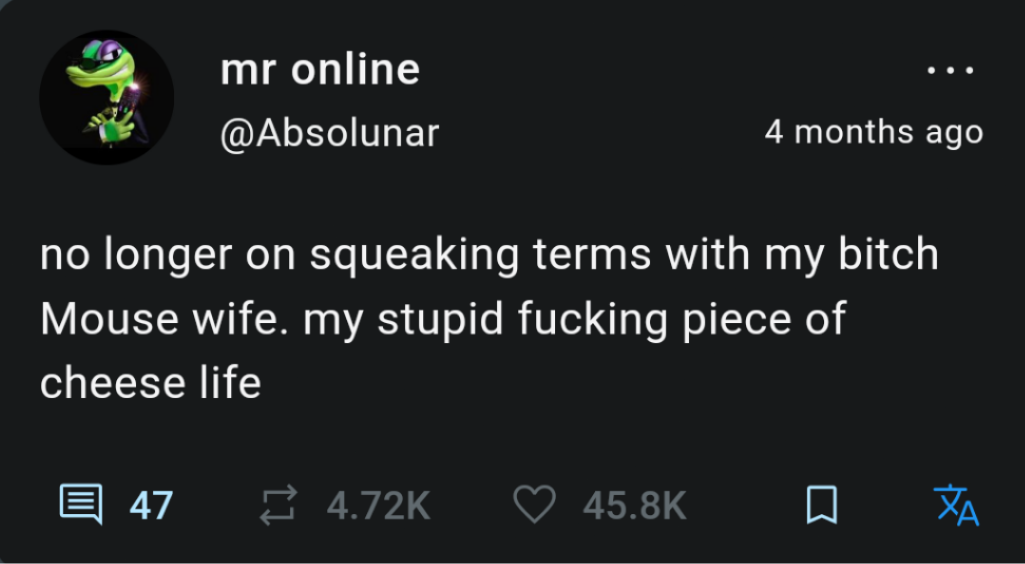 mr online
...
@Absolunar
4 months ago
no longer on squeaking terms with my bitch
Mouse wife. my stupid fucking piece of
cheese life
47
4.72K
45.8K